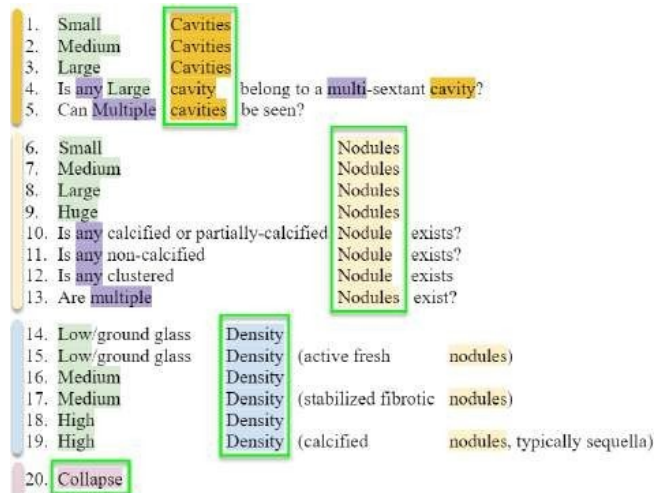 1. Small Cavities
2. Medium Cavities
3. Large Cavities
4. Is any Large cavity belong to a multi-sextant cavity?
5. Can Multiple cavities be seen?
6. Small Nodules
7. Medium Nodules
8. Large Nodules
9. Huge Nodules
10. Is any calcified or partially-calcified Nodule exists?
11. Is any non-calcified Nodule exists?
12. Is any clustered Nodule exists
13. Are multiple Nodules exist?
14. Low/ground glass Density
15. Low/ground glass Density (active fresh nodules)
16. Medium Density
17. Medium Density (stabilized fibrotic nodules)
18. High Density
19. High Density (calcified nodules, typically sequella)
20. Collapse